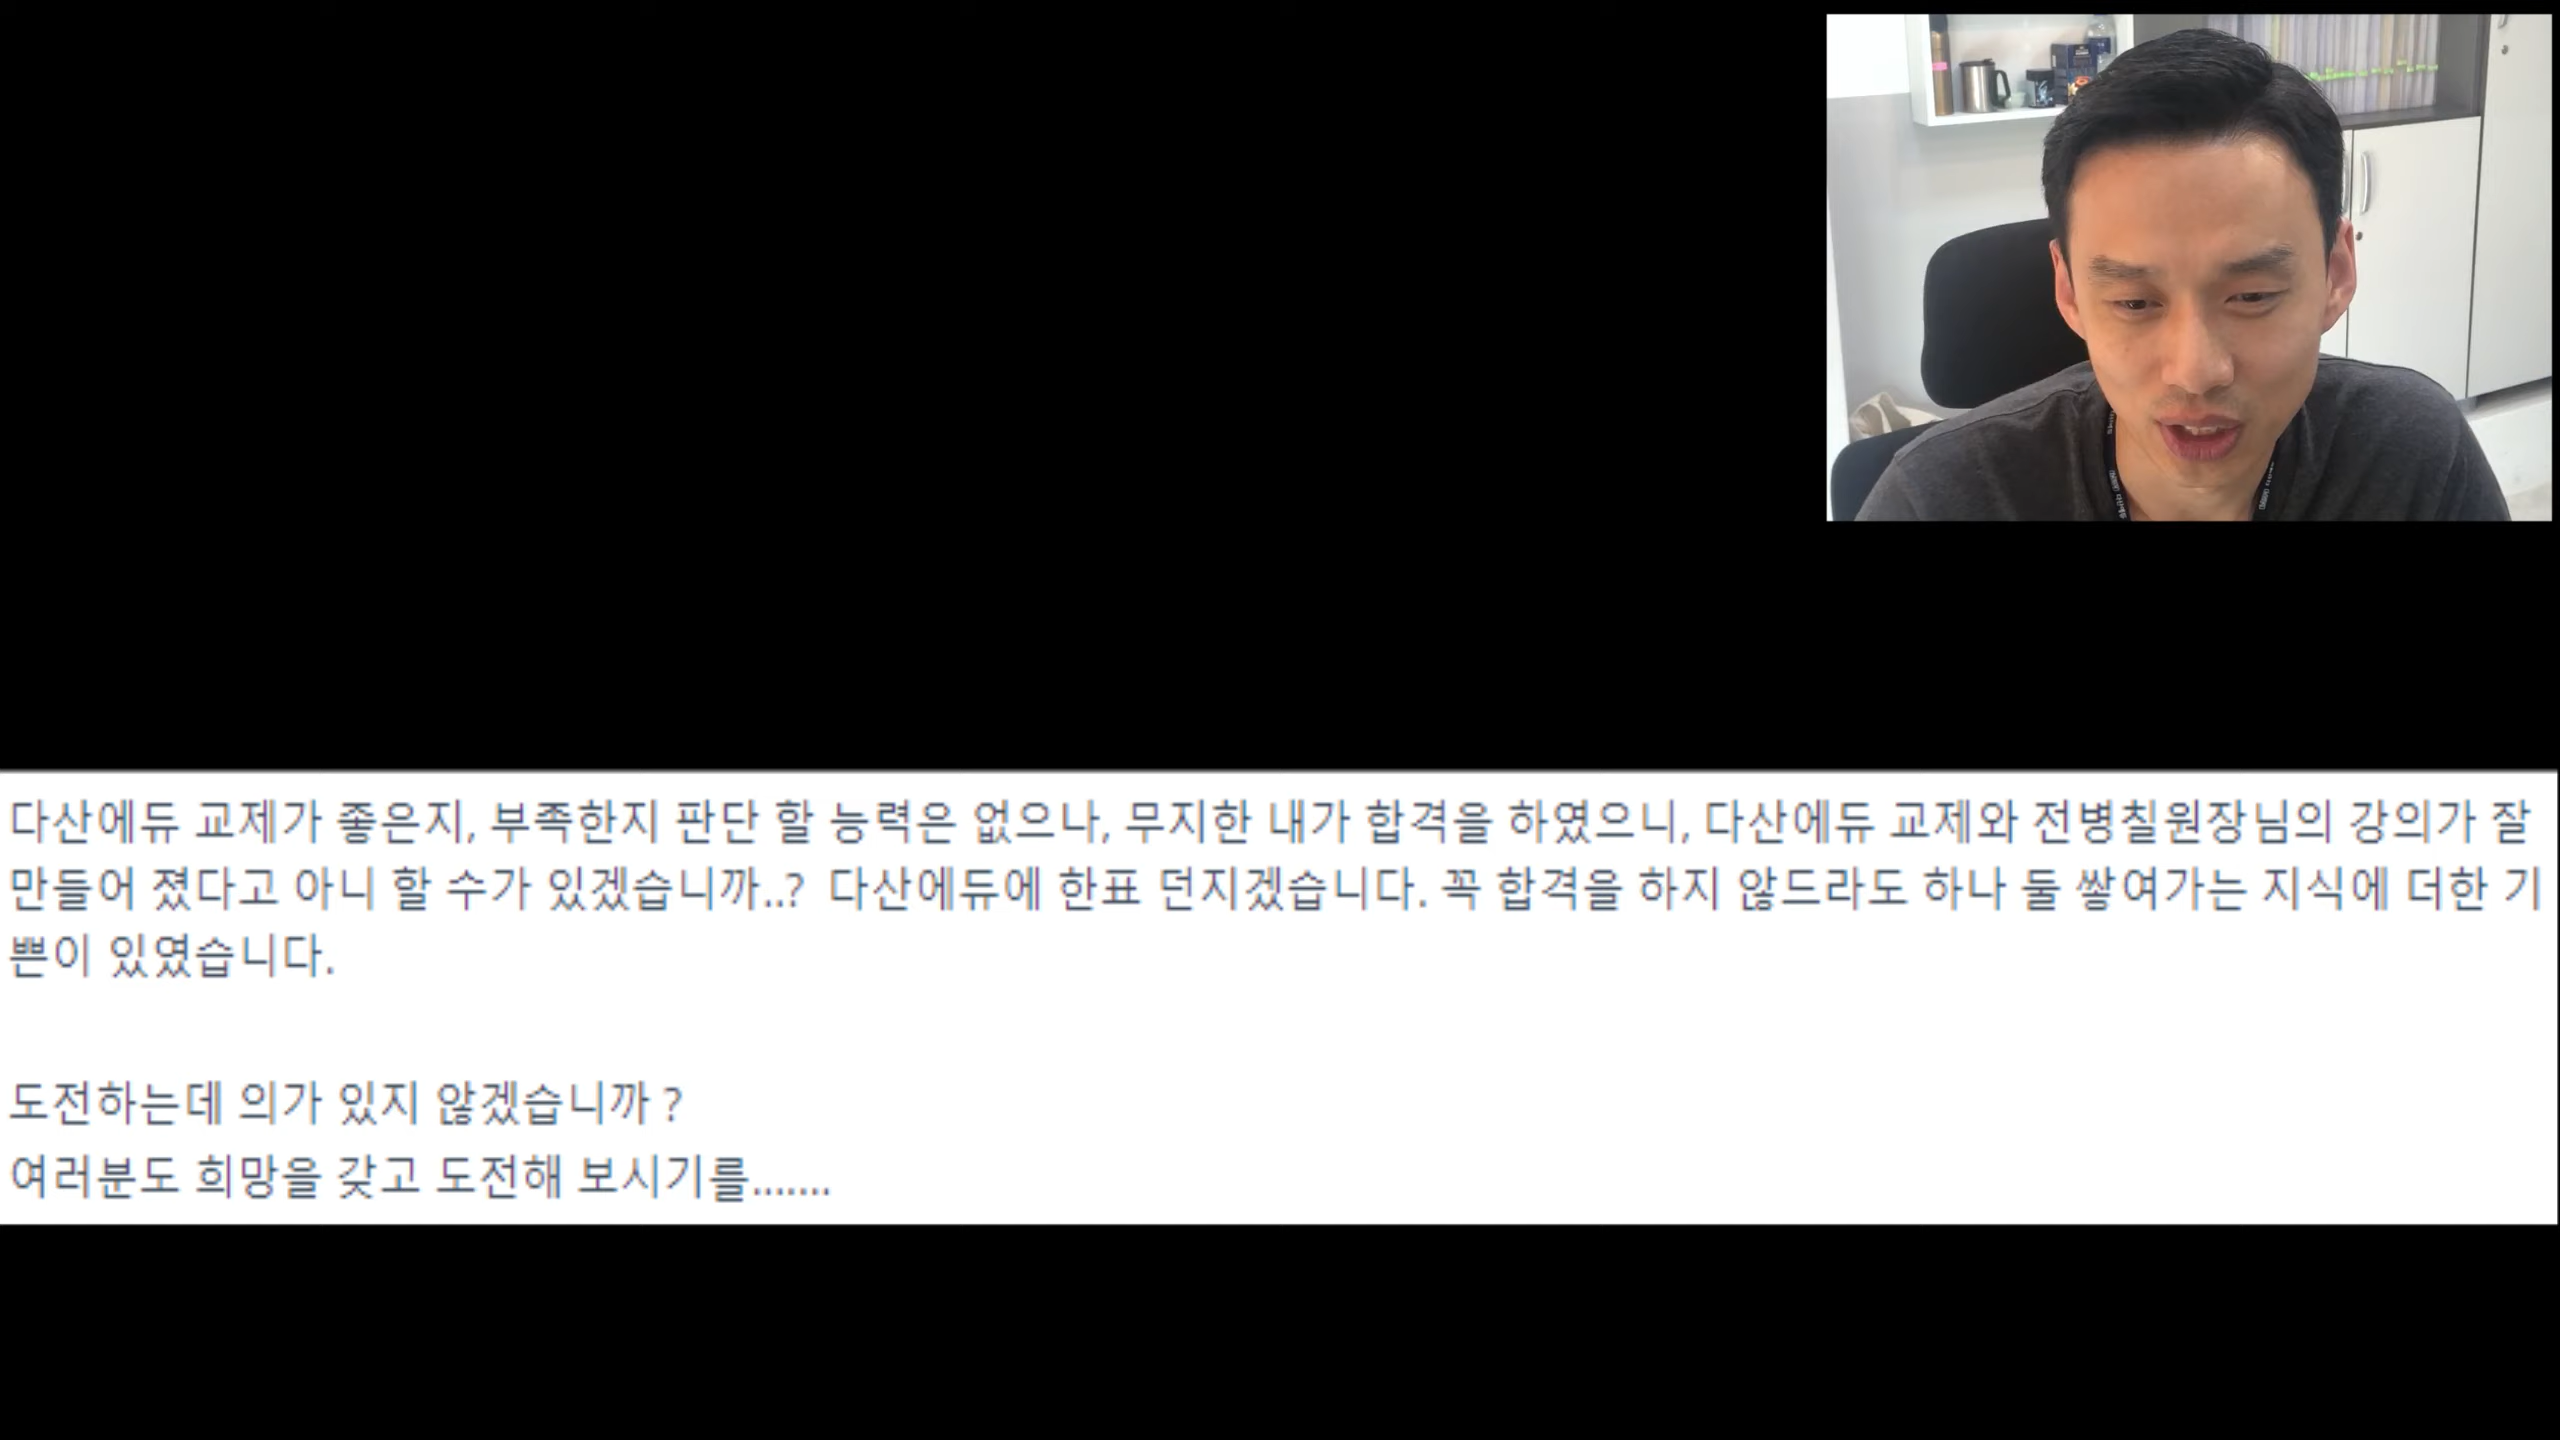 다산에듀 교제가 좋은지, 부족한지 판단 할 능력은 없으나, 무지한 내가 합격을 하였으니, 다산에듀 교제와 전병칠원장님의 강의가 잘
만들어 졌다고 아니 할 수가 있겠습니까..? 다산에듀에 한표 던지겠습니다. 꼭 합격을 하지 않드라도 하나 둘 쌓여가는 지식에 더한 기
쁜이 있였습니다.
도전하는데 의가 있지 않겠습니까 ?
여러분도 희망을 갖고 도전해 보시기를.......